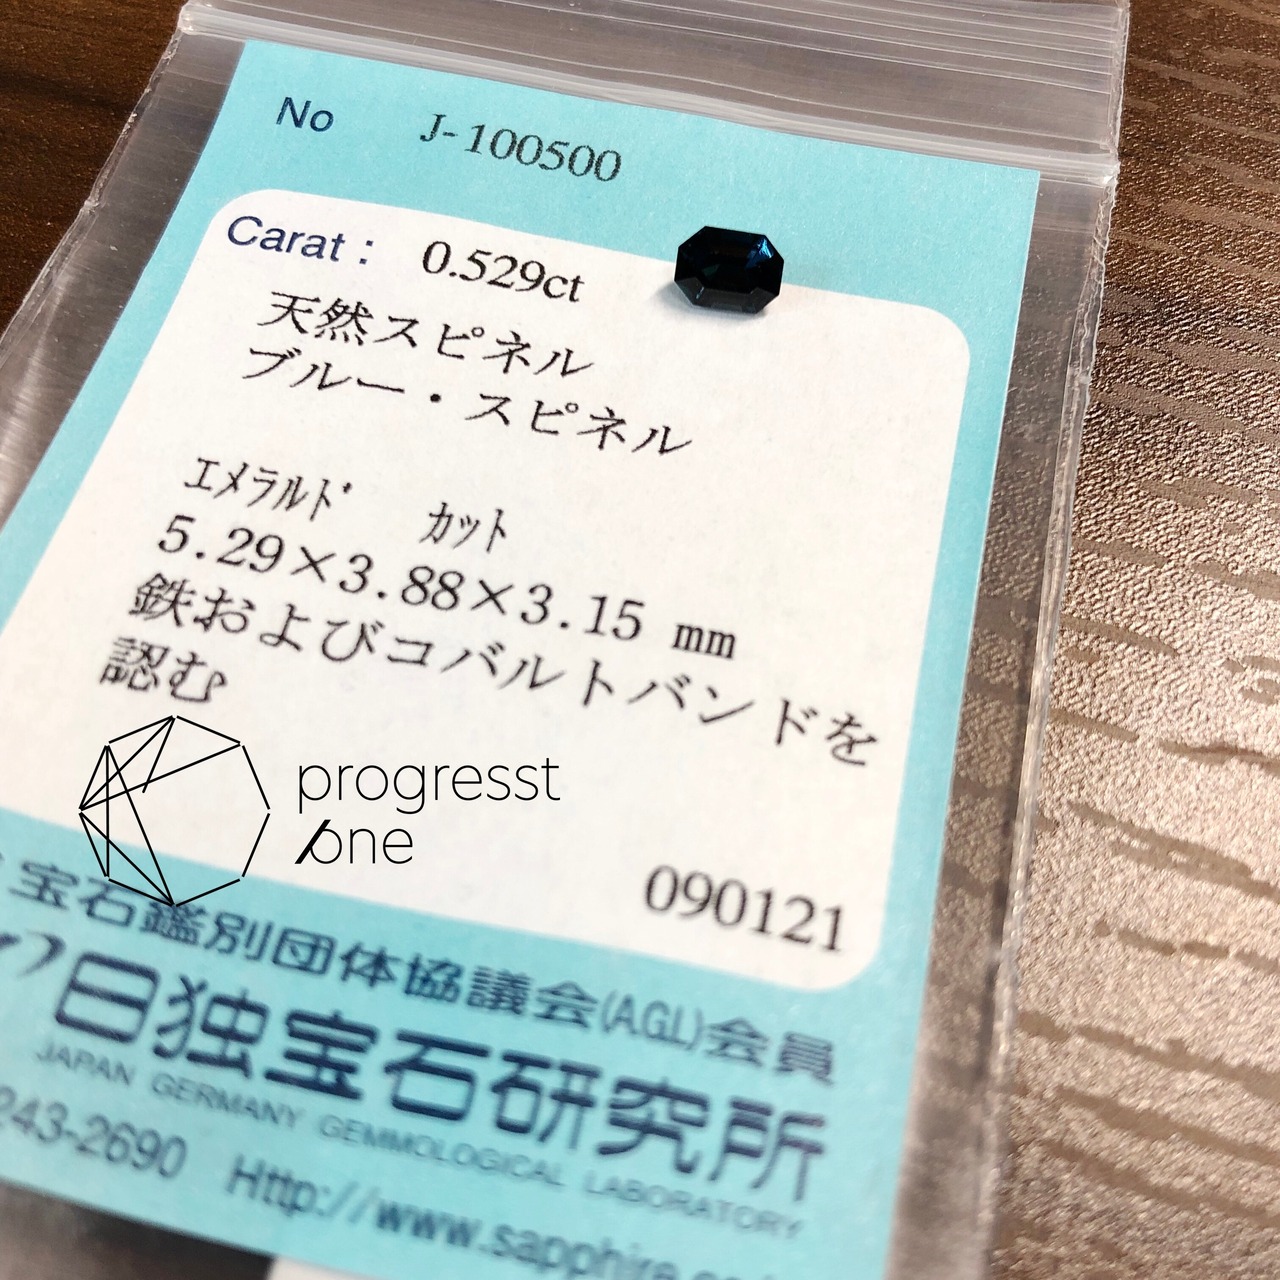 No J-100500
Carat : 0.529ct
天然スピネル
ブルー・スピネル
エメラルド カット
5.29×3.88×3.15 mm
鉄およびコバルトバンドを
認む
progresst
one
090121
宝石鑑別団体協議会(AGL)会員
日独宝石研究所
JAPAN GERMANY GEMMOLOGICAL LABORATORY
243-2690 Http://www.sapphire.co